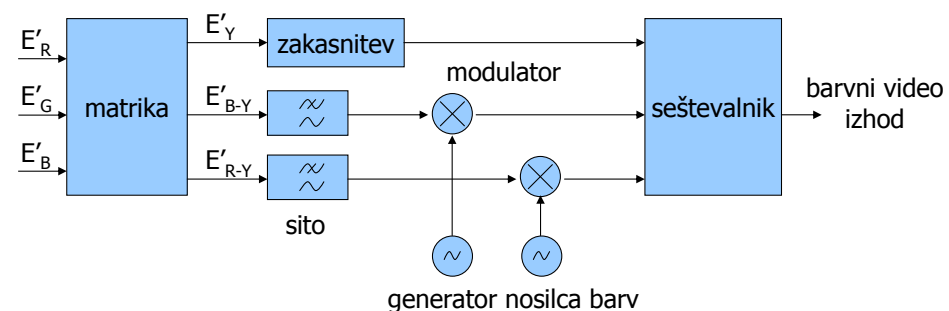 E′R
E′G
E′B
matrika
E′Y
E′B-Y
E′R-Y
zakasnitev
sito
modulator
generator nosilca barv
seštevalnik
barvni video
izhod